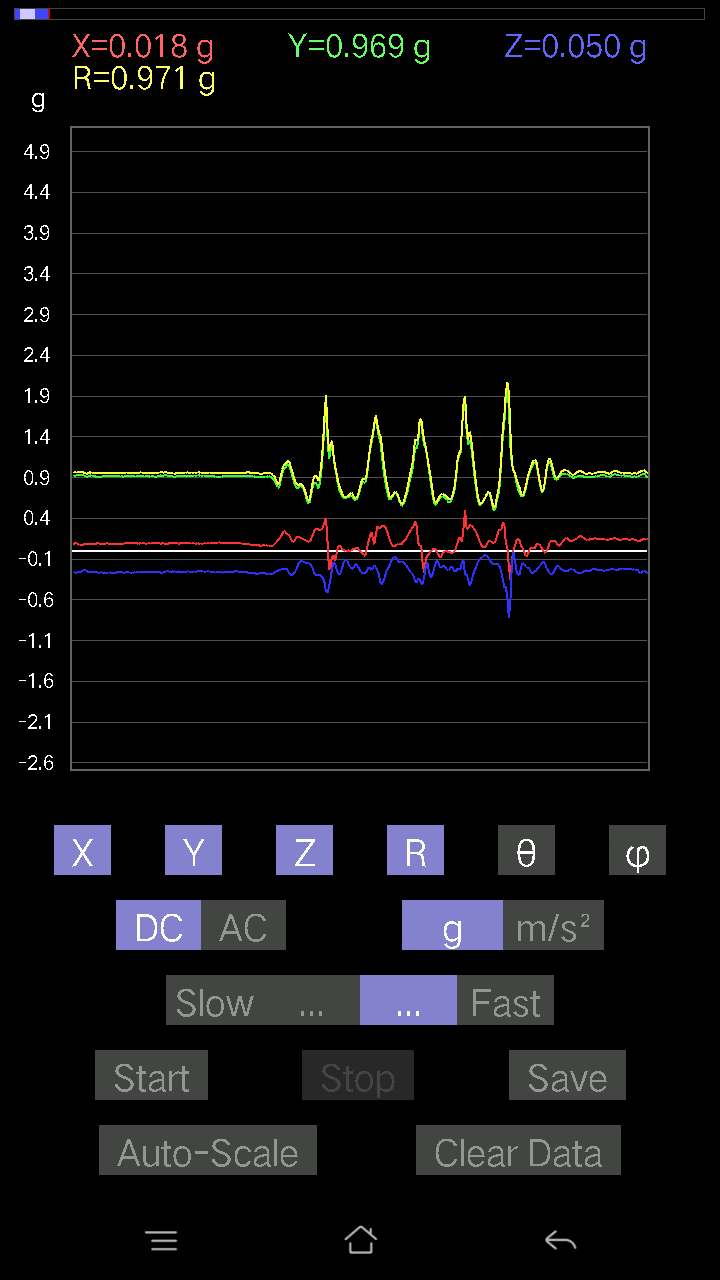 X=0.018 g Y=0.969 g Z=0.050 g
R=0.971 g
g
4.9
4.4
3.9
3.4
2.9
2.4
1.9
1.4
0.9
0.4
-0.1
-0.6
-1.1
-1.6
-2.1
-2.6
X Y Z R θ φ
DC AC g m/s²
Slow ... ... Fast
Start Stop Save
Auto-Scale Clear Data